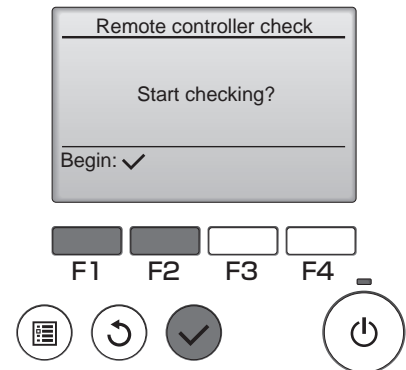 Remote controller check
Start checking?
Begin: ✓
F1 F2 F3 F4